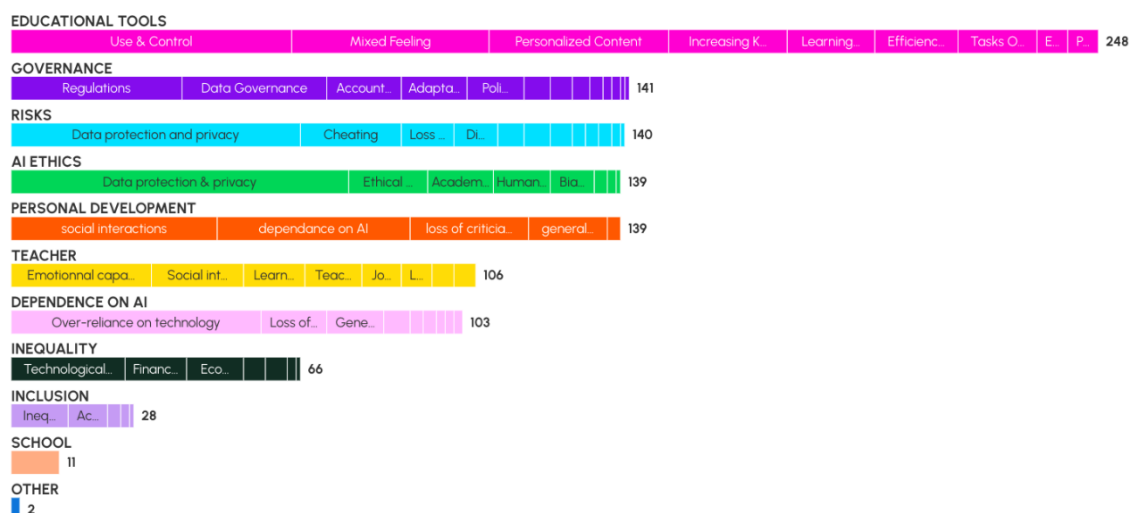 EDUCATIONAL TOOLS
Use & Control Mixed Feeling Personalized Content Increasing K... Learning... Efficienc... Tasks O... E... P... 248
GOVERNANCE
Regulations Data Governance Account... Adapta... Poli... 141
RISKS
Data protection and privacy Cheating Loss ... Di... 140
AI ETHICS
Data protection & privacy Ethical ... Academ... Human... Bia... 139
PERSONAL DEVELOPMENT
social interactions dependance on AI loss of criticia... general... 139
TEACHER
Emotionnal capa... Social int... Learn... Teac... Jo... L... 106
DEPENDENCE ON AI
Over-reliance on technology Loss of... Gene... 103
INEQUALITY
Technological... Financ... Eco... 66
INCLUSION
Ineq... Ac... 28
SCHOOL
11
OTHER
2